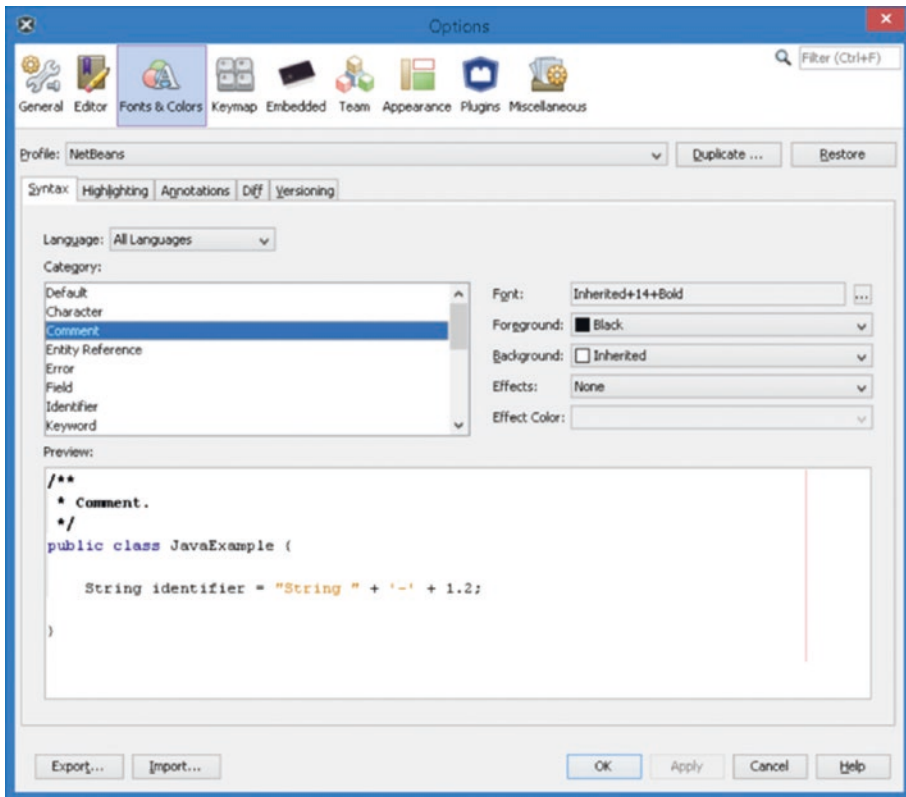 Options
Filter (Ctrl+F)
General Editor Fonts & Colors Keymap Embedded Team Appearance Plugins Miscellaneous
Profile: NetBeans Duplicate ... Restore
Syntax Highlighting Annotations Diff Versioning
Language: All Languages
Category:
Default
Character
Comment
Entity Reference
Error
Field
Identifier
Keyword
Font: Inherited+14+Bold ...
Foreground: Black
Background: Inherited
Effects: None
Effect Color:
Preview:
/**
 * Comment.
 */
public class JavaExample (
String identifier = "String " + '-' + 1.2;
)
Export... Import... OK Apply Cancel Help